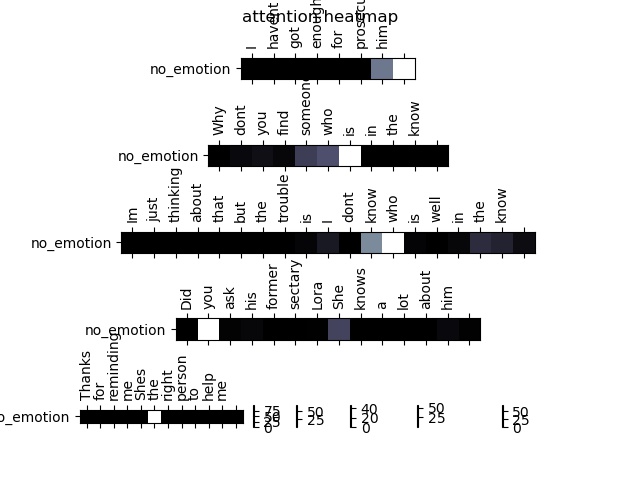 attention heatmap
I havent got enough for prosecu him
no_emotion
Why dont you find someone who is in the know
no_emotion
Im just thinking about that but the trouble is I dont know who is well in the know
no_emotion
Did you ask his former sectary Lora She knows a lot about him
no_emotion
Thanks for reminding me Shes the right person to help me
o_emotion
75 50 40 50 50
50 25 20 25 25
25 0 0
0